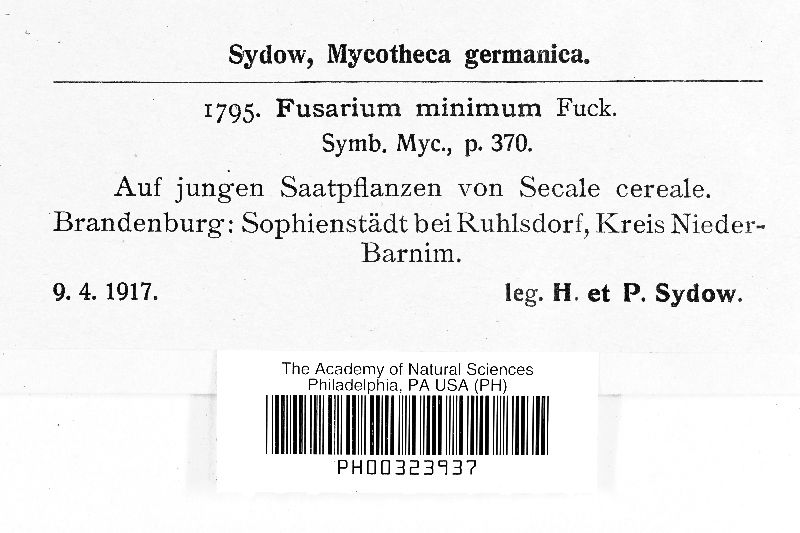 Sydow, Mycotheca germanica.
1795. Fusarium minimum Fuck.
Symb. Myc., p. 370.
Auf jungen Saatpflanzen von Secale cereale.
Brandenburg: Sophienstädt bei Ruhlsdorf, Kreis Nieder-
Barnim.
9. 4. 1917. leg. H. et P. Sydow.
The Academy of Natural Sciences
Philadelphia, PA USA (PH)
PH00323937